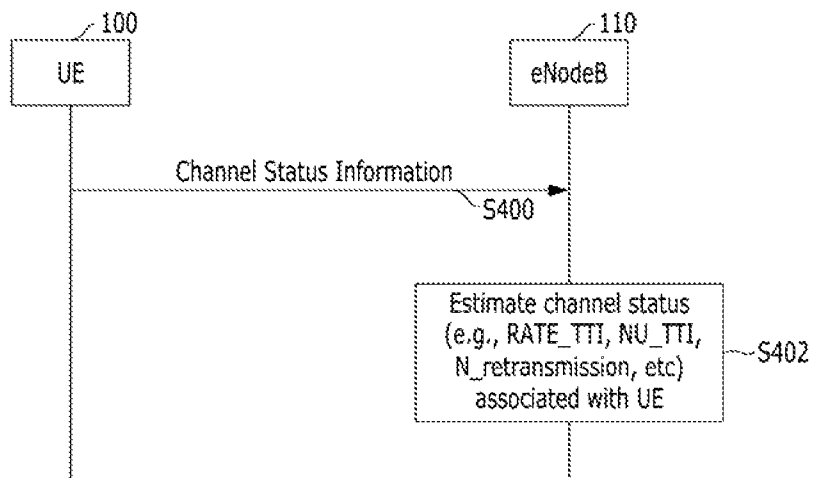 100
110
UE
eNodeB
Channel Status Information
S400
Estimate channel status
(e.g., RATE_TTI, NU_TTI,
N_retransmission, etc)
associated with UE
S402